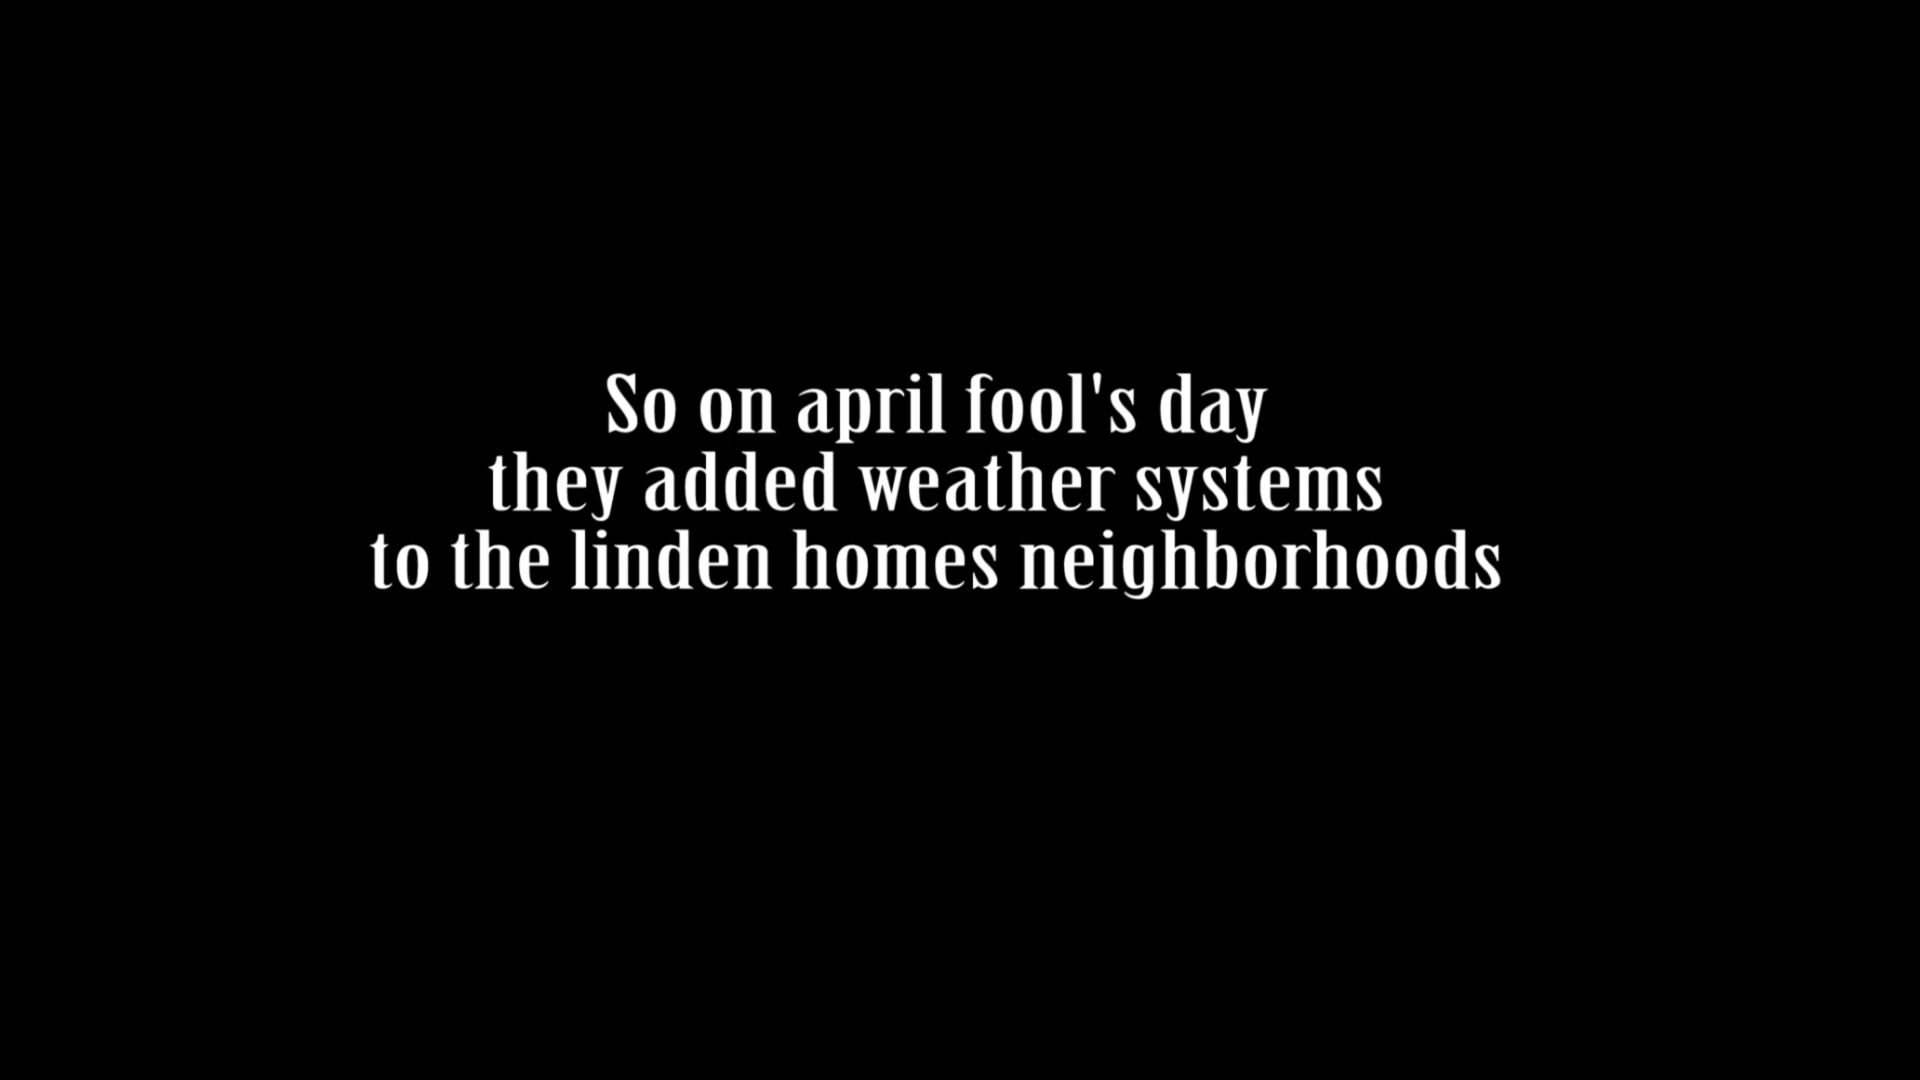 So on april fool's day
they added weather systems
to the linden homes neighborhoods